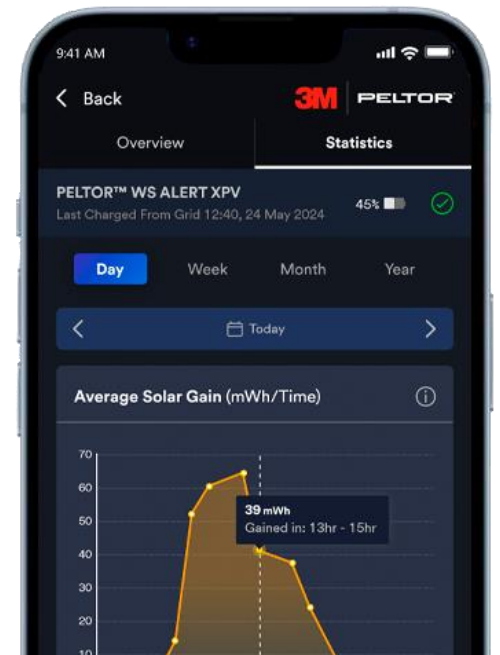 9:41 AM
Back
3M PELTOR
Overview Statistics
PELTOR™ WS ALERT XPV
Last Charged From Grid 12:40, 24 May 2024
45%
Day Week Month Year
Today
Average Solar Gain (mWh/Time)
70
60
50
39 mWh
Gained in: 13hr - 15hr
40
30
20
10